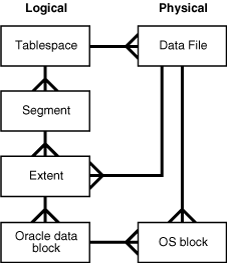 Logical
Physical
Tablespace
Data File
Segment
Extent
Oracle data
block
OS block